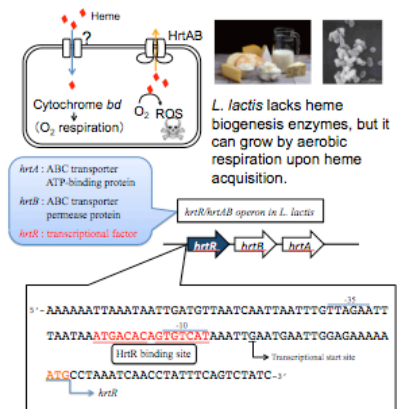 Heme
?
HrtAB
Cytochrome bd
(O₂ respiration)
O₂ ROS
L. lactis lacks heme
biogenesis enzymes, but it
can grow by aerobic
respiration upon heme
acquisition.
hrtA : ABC transporter
ATP-binding protein
hrtB : ABC transporter
permease protein
hrtR : transcriptional factor
hrtR/hrtAB operon in L. lactis
hrtR hrtB hrtA
-35
5'-AAAAAATTAAATAATTGATGTTAATCAATTAATTTGTTAGAATT
-10
TAATAAATGACACAGTGTCATAAATTGAATGAATTGGAGAAAAA
HrtR binding site
Transcriptional start site
ATGCCTAAATCAACCTATTTCAGTCTATC-3'
hrtR